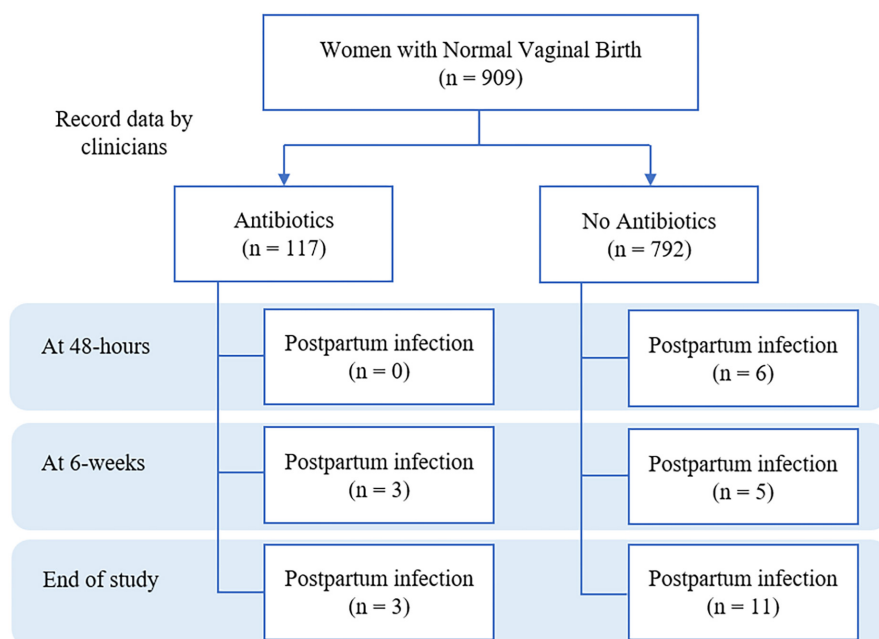 Women with Normal Vaginal Birth
(n = 909)
Record data by
clinicians
Antibiotics
(n = 117)
No Antibiotics
(n = 792)
At 48-hours
Postpartum infection
(n = 0)
Postpartum infection
(n = 6)
At 6-weeks
Postpartum infection
(n = 3)
Postpartum infection
(n = 5)
End of study
Postpartum infection
(n = 3)
Postpartum infection
(n = 11)